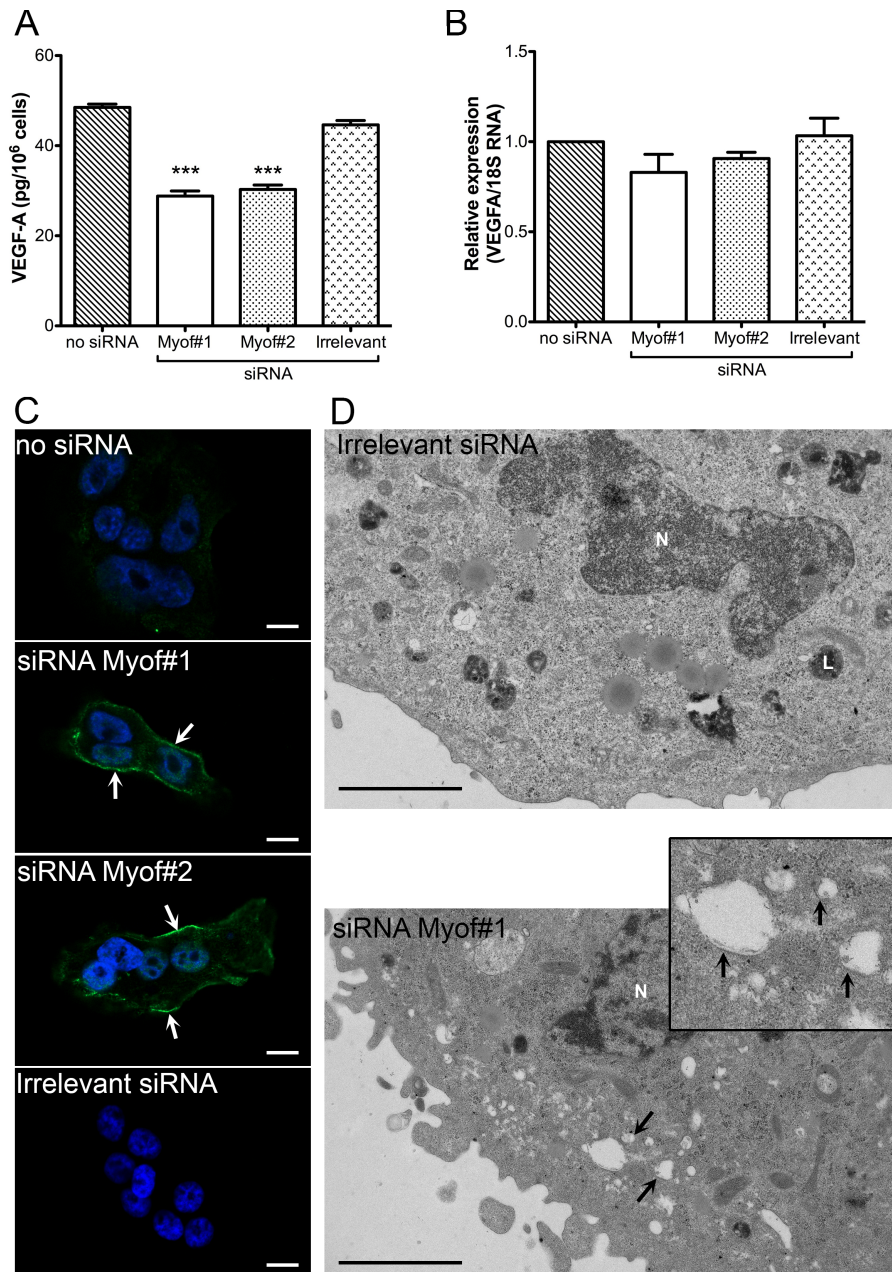 A
VEGF-A (pg/10⁶ cells)
60
40
20
0
***
***
no siRNA Myof#1 Myof#2 Irrelevant
siRNA
B
Relative expression
(VEGFA/18S RNA)
1.5
1.0
0.5
0.0
no siRNA Myof#1 Myof#2 Irrelevant
siRNA
C
no siRNA
siRNA Myof#1
siRNA Myof#2
Irrelevant siRNA
D
Irrelevant siRNA
N
L
siRNA Myof#1
N